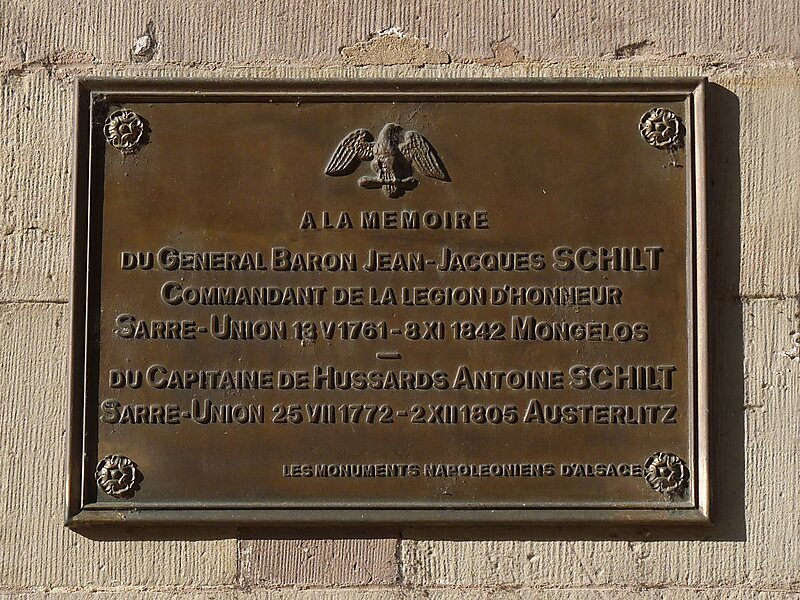 A LA MEMOIRE
DU GENERAL BARON JEAN-JACQUES SCHILT
COMMANDANT DE LA LEGION D'HONNEUR
SARRE-UNION 13 V 1761 - 8 XI 1842 MONGELOS
—
DU CAPITAINE DE HUSSARDS ANTOINE SCHILT
SARRE-UNION 25 VII 1772 - 2 XII 1805 AUSTERLITZ
LES MONUMENTS NAPOLEONIENS D'ALSACE